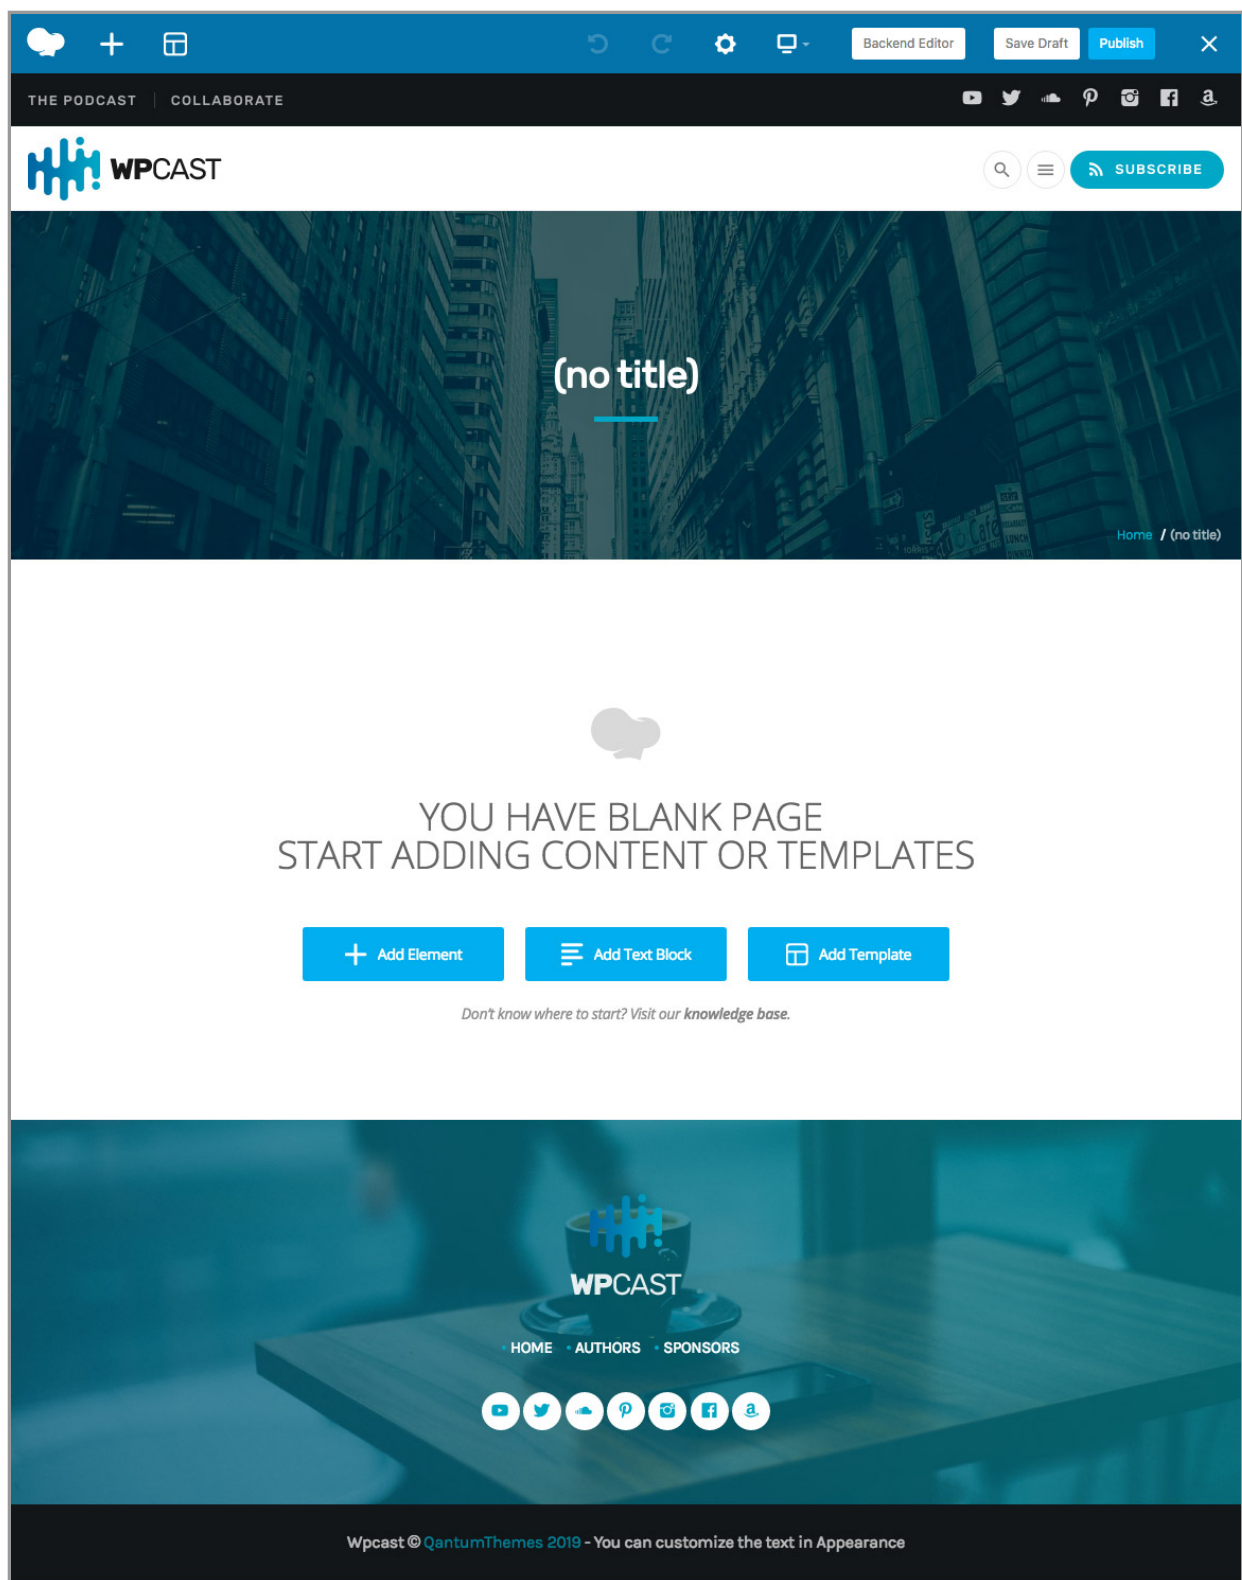 Backend Editor Save Draft Publish
THE PODCAST COLLABORATE
WPCAST
SUBSCRIBE
(no title)
Cafe
LUNCH
Home / (no title)
YOU HAVE BLANK PAGE
START ADDING CONTENT OR TEMPLATES
Add Element Add Text Block Add Template
Don't know where to start? Visit our knowledge base.
WPCAST
• HOME • AUTHORS • SPONSORS
Wpcast © QantumThemes 2019 - You can customize the text in Appearance